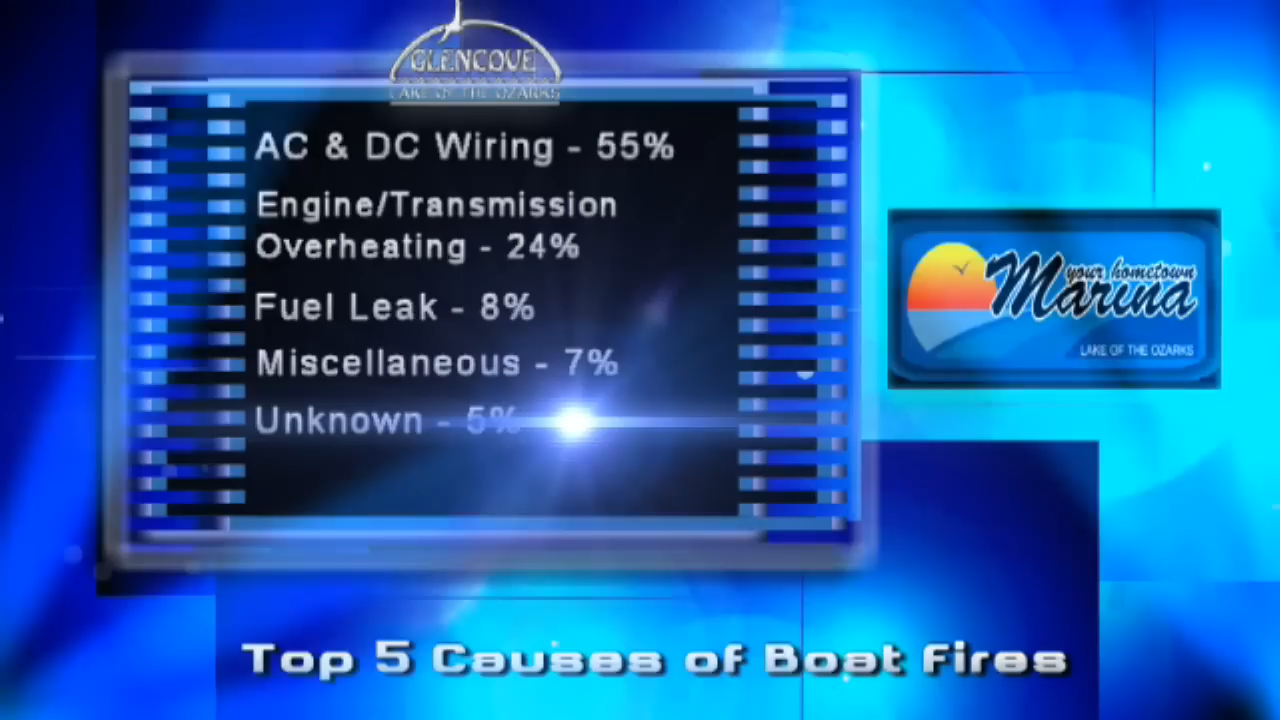 GLENCOVE
LAKE OF THE OZARKS
AC & DC Wiring - 55%
Engine/Transmission
Overheating - 24%
Fuel Leak - 8%
Miscellaneous - 7%
Unknown - 5%
your hometown
Marina
LAKE OF THE OZARKS
Top 5 Causes of Boat Fires